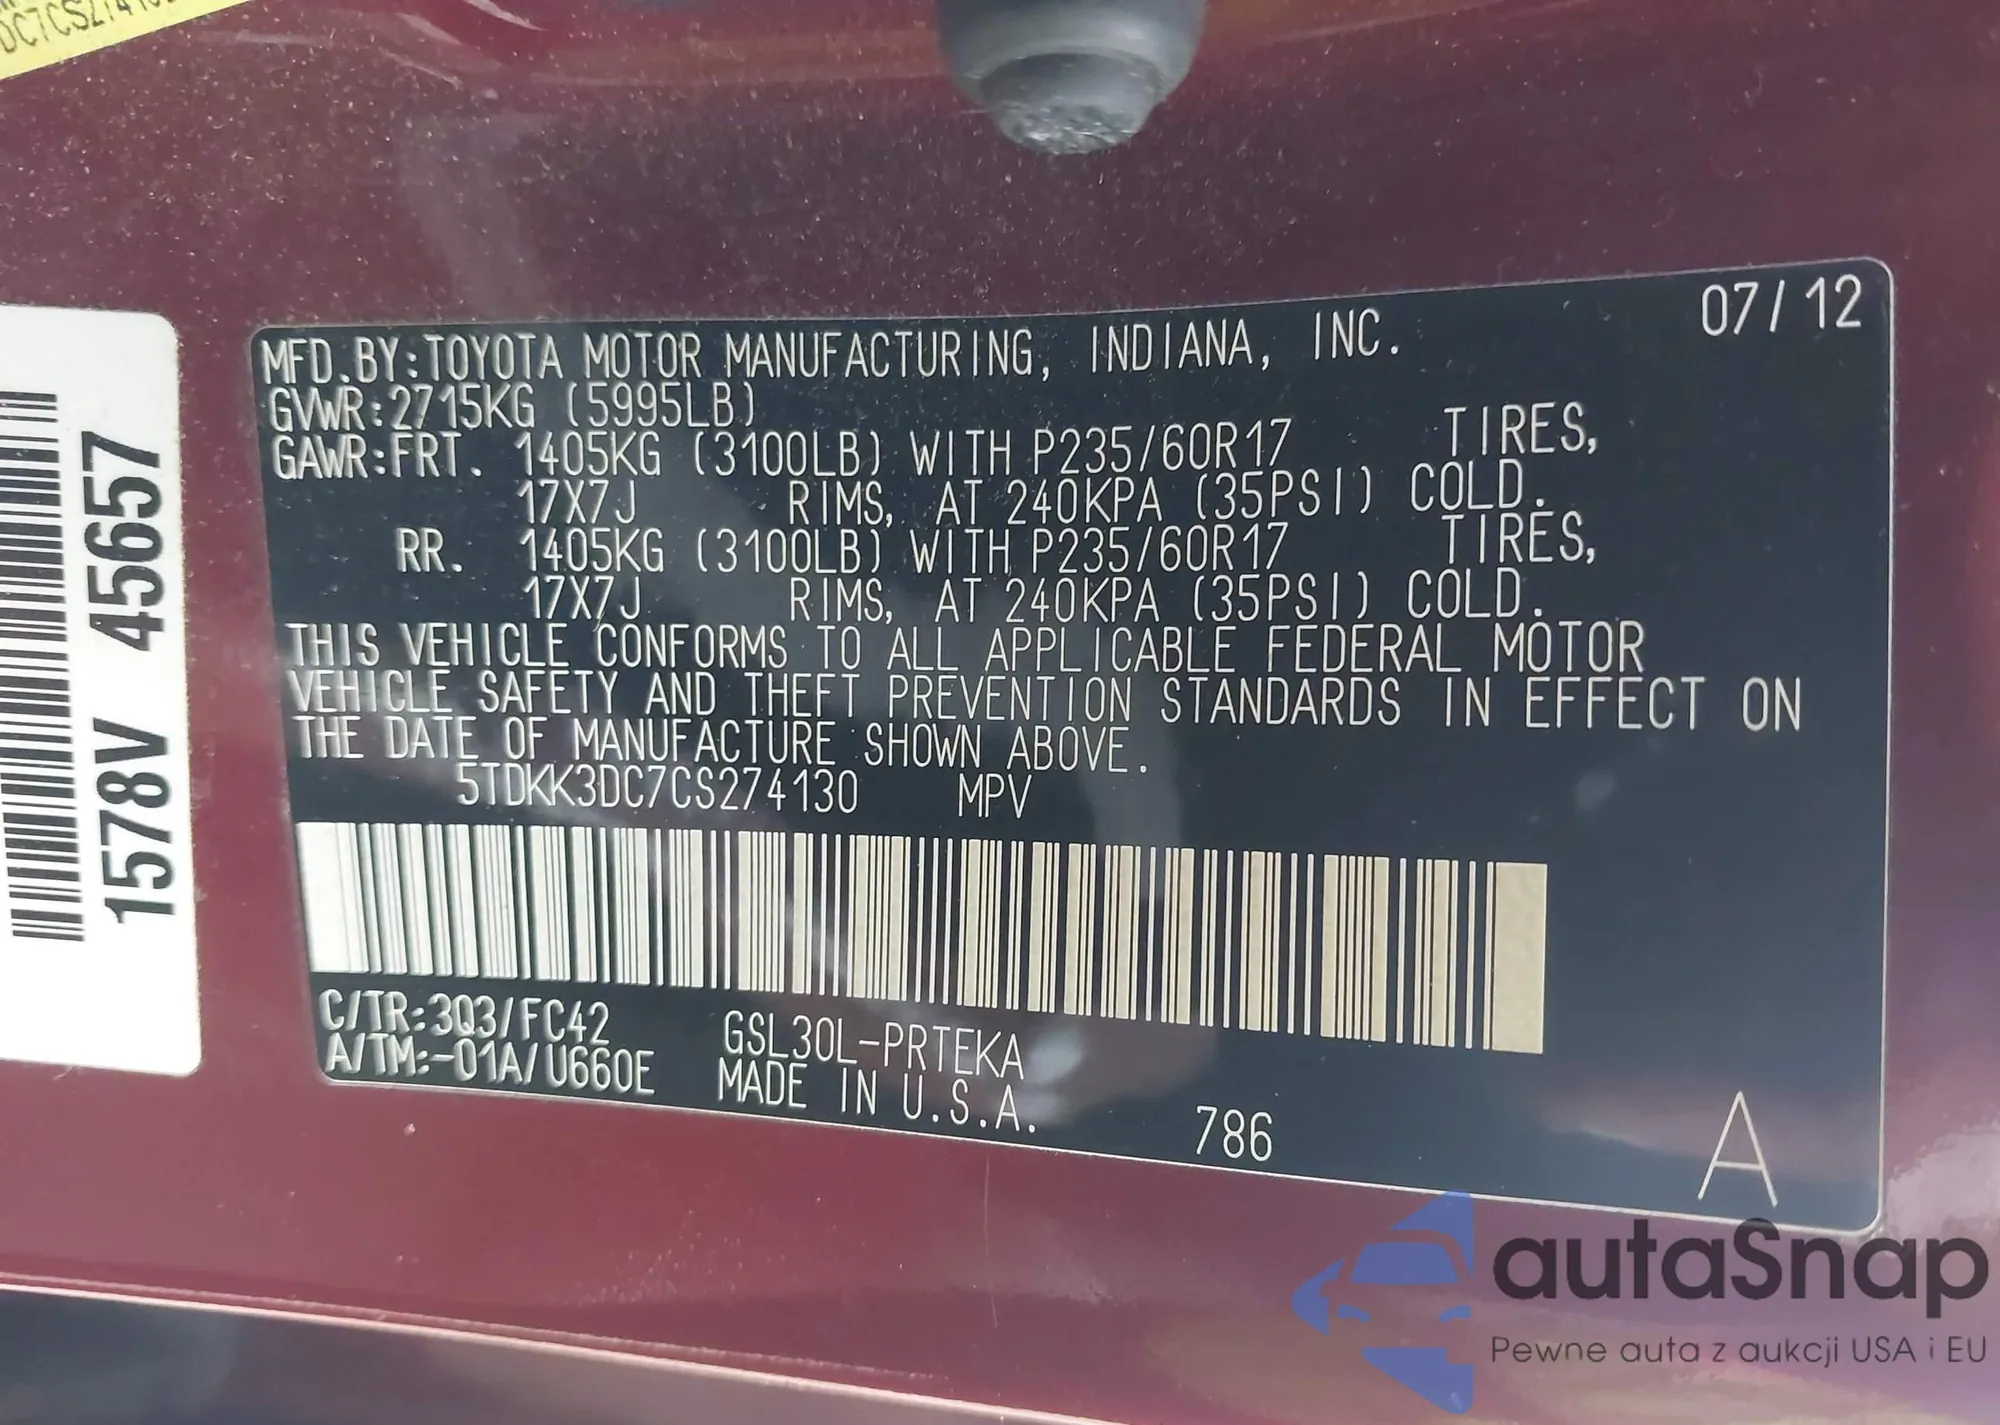 DC7CS27413
07/12
MFD.BY:TOYOTA MOTOR MANUFACTURING, INDIANA, INC.
GVWR:2715KG (5995LB)
GAWR:FRT. 1405KG (3100LB) WITH P235/60R17 TIRES,
17X7J RIMS, AT 240KPA (35PSI) COLD.
RR. 1405KG (3100LB) WITH P235/60R17 TIRES,
17X7J RIMS, AT 240KPA (35PSI) COLD.
THIS VEHICLE CONFORMS TO ALL APPLICABLE FEDERAL MOTOR
VEHICLE SAFETY AND THEFT PREVENTION STANDARDS IN EFFECT ON
THE DATE OF MANUFACTURE SHOWN ABOVE.
5TDKK3DC7CS274130 MPV
C/TR:3Q3/FC42 GSL30L-PRTEKA
A/TM:-01A/U660E MADE IN U.S.A.
786
A
1578V 45657
autaSnap
Pewne auta z aukcji USA i EU